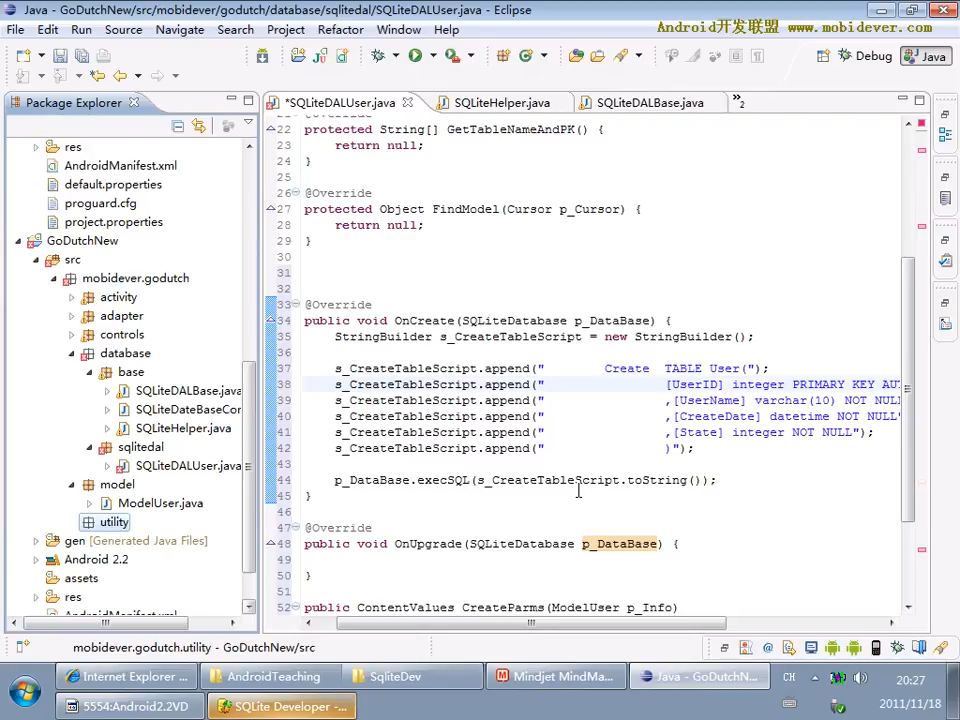 Java - GoDutchNew/src/mobidever/godutch/database/sqlitedal/SQLiteDALUser.java - Eclipse
File Edit Run Source Navigate Search Project Refactor Window Help
Android开发联盟 www.mobidever.com
Debug Java
Package Explorer
*SQLiteDALUser.java SQLiteHelper.java SQLiteDALBase.java »2
res
AndroidManifest.xml
default.properties
proguard.cfg
project.properties
GoDutchNew
src
mobidever.godutch
activity
adapter
controls
database
base
SQLiteDALBase.java
SQLiteDateBaseCon
SQLiteHelper.java
sqlitedal
SQLiteDALUser.java
model
ModelUser.java
utility
gen [Generated Java Files]
Android 2.2
assets
res
AndroidManifest.xml
21 @Override
22 protected String[] GetTableNameAndPK() {
23 return null;
24 }
25
26 @Override
27 protected Object FindModel(Cursor p_Cursor) {
28 return null;
29 }
30
31
32
33 @Override
34 public void OnCreate(SQLiteDatabase p_DataBase) {
35 StringBuilder s_CreateTableScript = new StringBuilder();
36
37 s_CreateTableScript.append(" Create TABLE User(");
38 s_CreateTableScript.append(" [UserID] integer PRIMARY KEY AUT
39 s_CreateTableScript.append(" ,[UserName] varchar(10) NOT NULL
40 s_CreateTableScript.append(" ,[CreateDate] datetime NOT NULL"
41 s_CreateTableScript.append(" ,[State] integer NOT NULL");
42 s_CreateTableScript.append(" )");
43
44 p_DataBase.execSQL(s_CreateTableScript.toString());
45 }
46
47 @Override
48 public void OnUpgrade(SQLiteDatabase p_DataBase) {
49
50 }
51
52 public ContentValues CreateParms(ModelUser p_Info)
mobidever.godutch.utility - GoDutchNew/src
Internet Explorer ... AndroidTeaching SqliteDev Mindjet MindMa... Java - GoDutchN... CH 20:27
5554:Android2.2VD SQLite Developer -... 2011/11/18